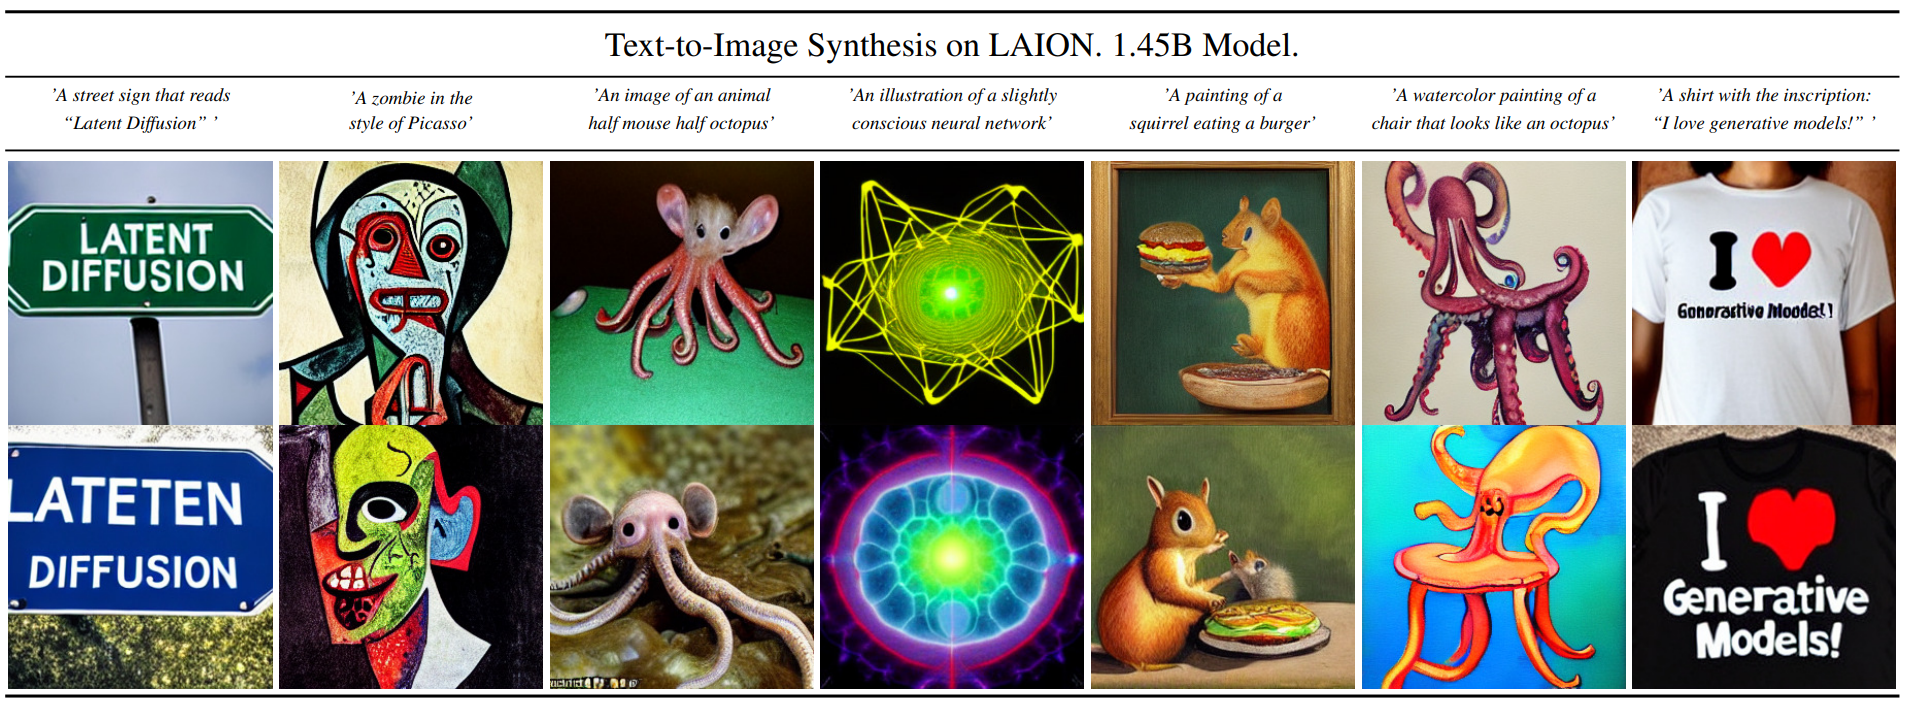 Text-to-Image Synthesis on LAION. 1.45B Model.
’A street sign that reads
“Latent Diffusion” ’
’A zombie in the
style of Picasso’
’An image of an animal
half mouse half octopus’
’An illustration of a slightly
conscious neural network’
’A painting of a
squirrel eating a burger’
’A watercolor painting of a
chair that looks like an octopus’
’A shirt with the inscription:
“I love generative models!” ’
LATENT
DIFFUSION
I
LATETEN
DIFFUSION
I
Generative
Models!